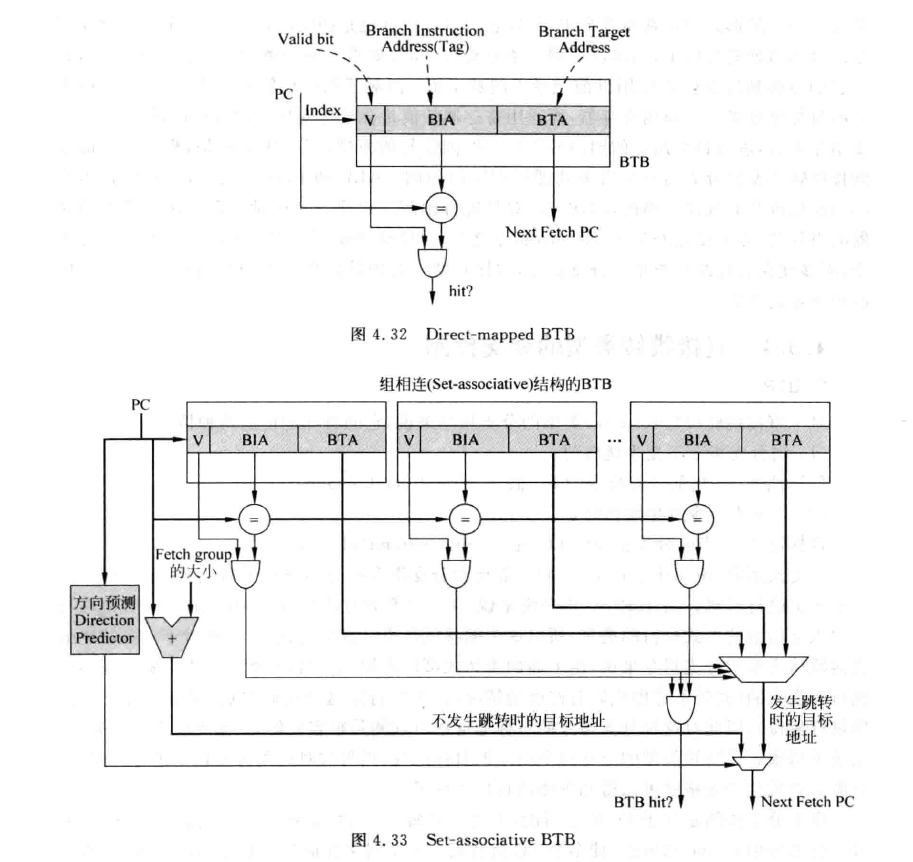 Valid bit
Branch Instruction
Address(Tag)
Branch Target
Address
PC
Index
V
BIA
BTA
BTB
=
Next Fetch PC
hit?
图 4.32 Direct-mapped BTB
组相连(Set-associative)结构的BTB
PC
V
BIA
BTA
V
BIA
BTA
...
V
BIA
BTA
=
=
=
Fetch group
的大小
方向预测
Direction
Predictor
+
不发生跳转时的目标地址
发生跳转
时的目标
地址
BTB hit?
Next Fetch PC
图 4.33 Set-associative BTB